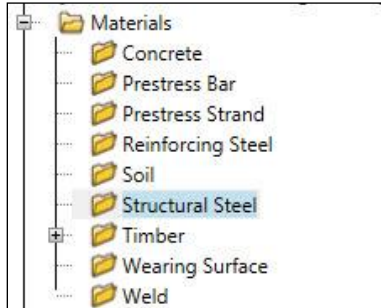 Materials
Concrete
Prestress Bar
Prestress Strand
Reinforcing Steel
Soil
Structural Steel
Timber
Wearing Surface
Weld